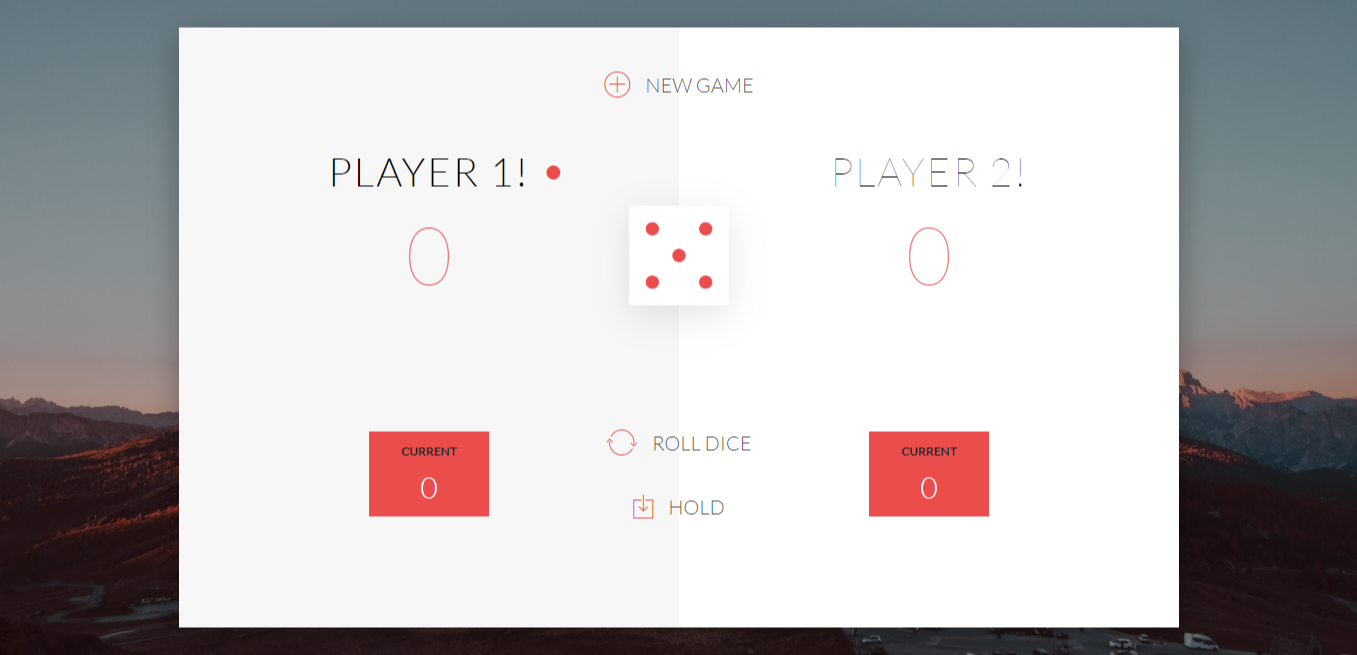 NEW GAME
PLAYER 1!
PLAYER 2!
0
0
CURRENT
0
ROLL DICE
HOLD
CURRENT
0